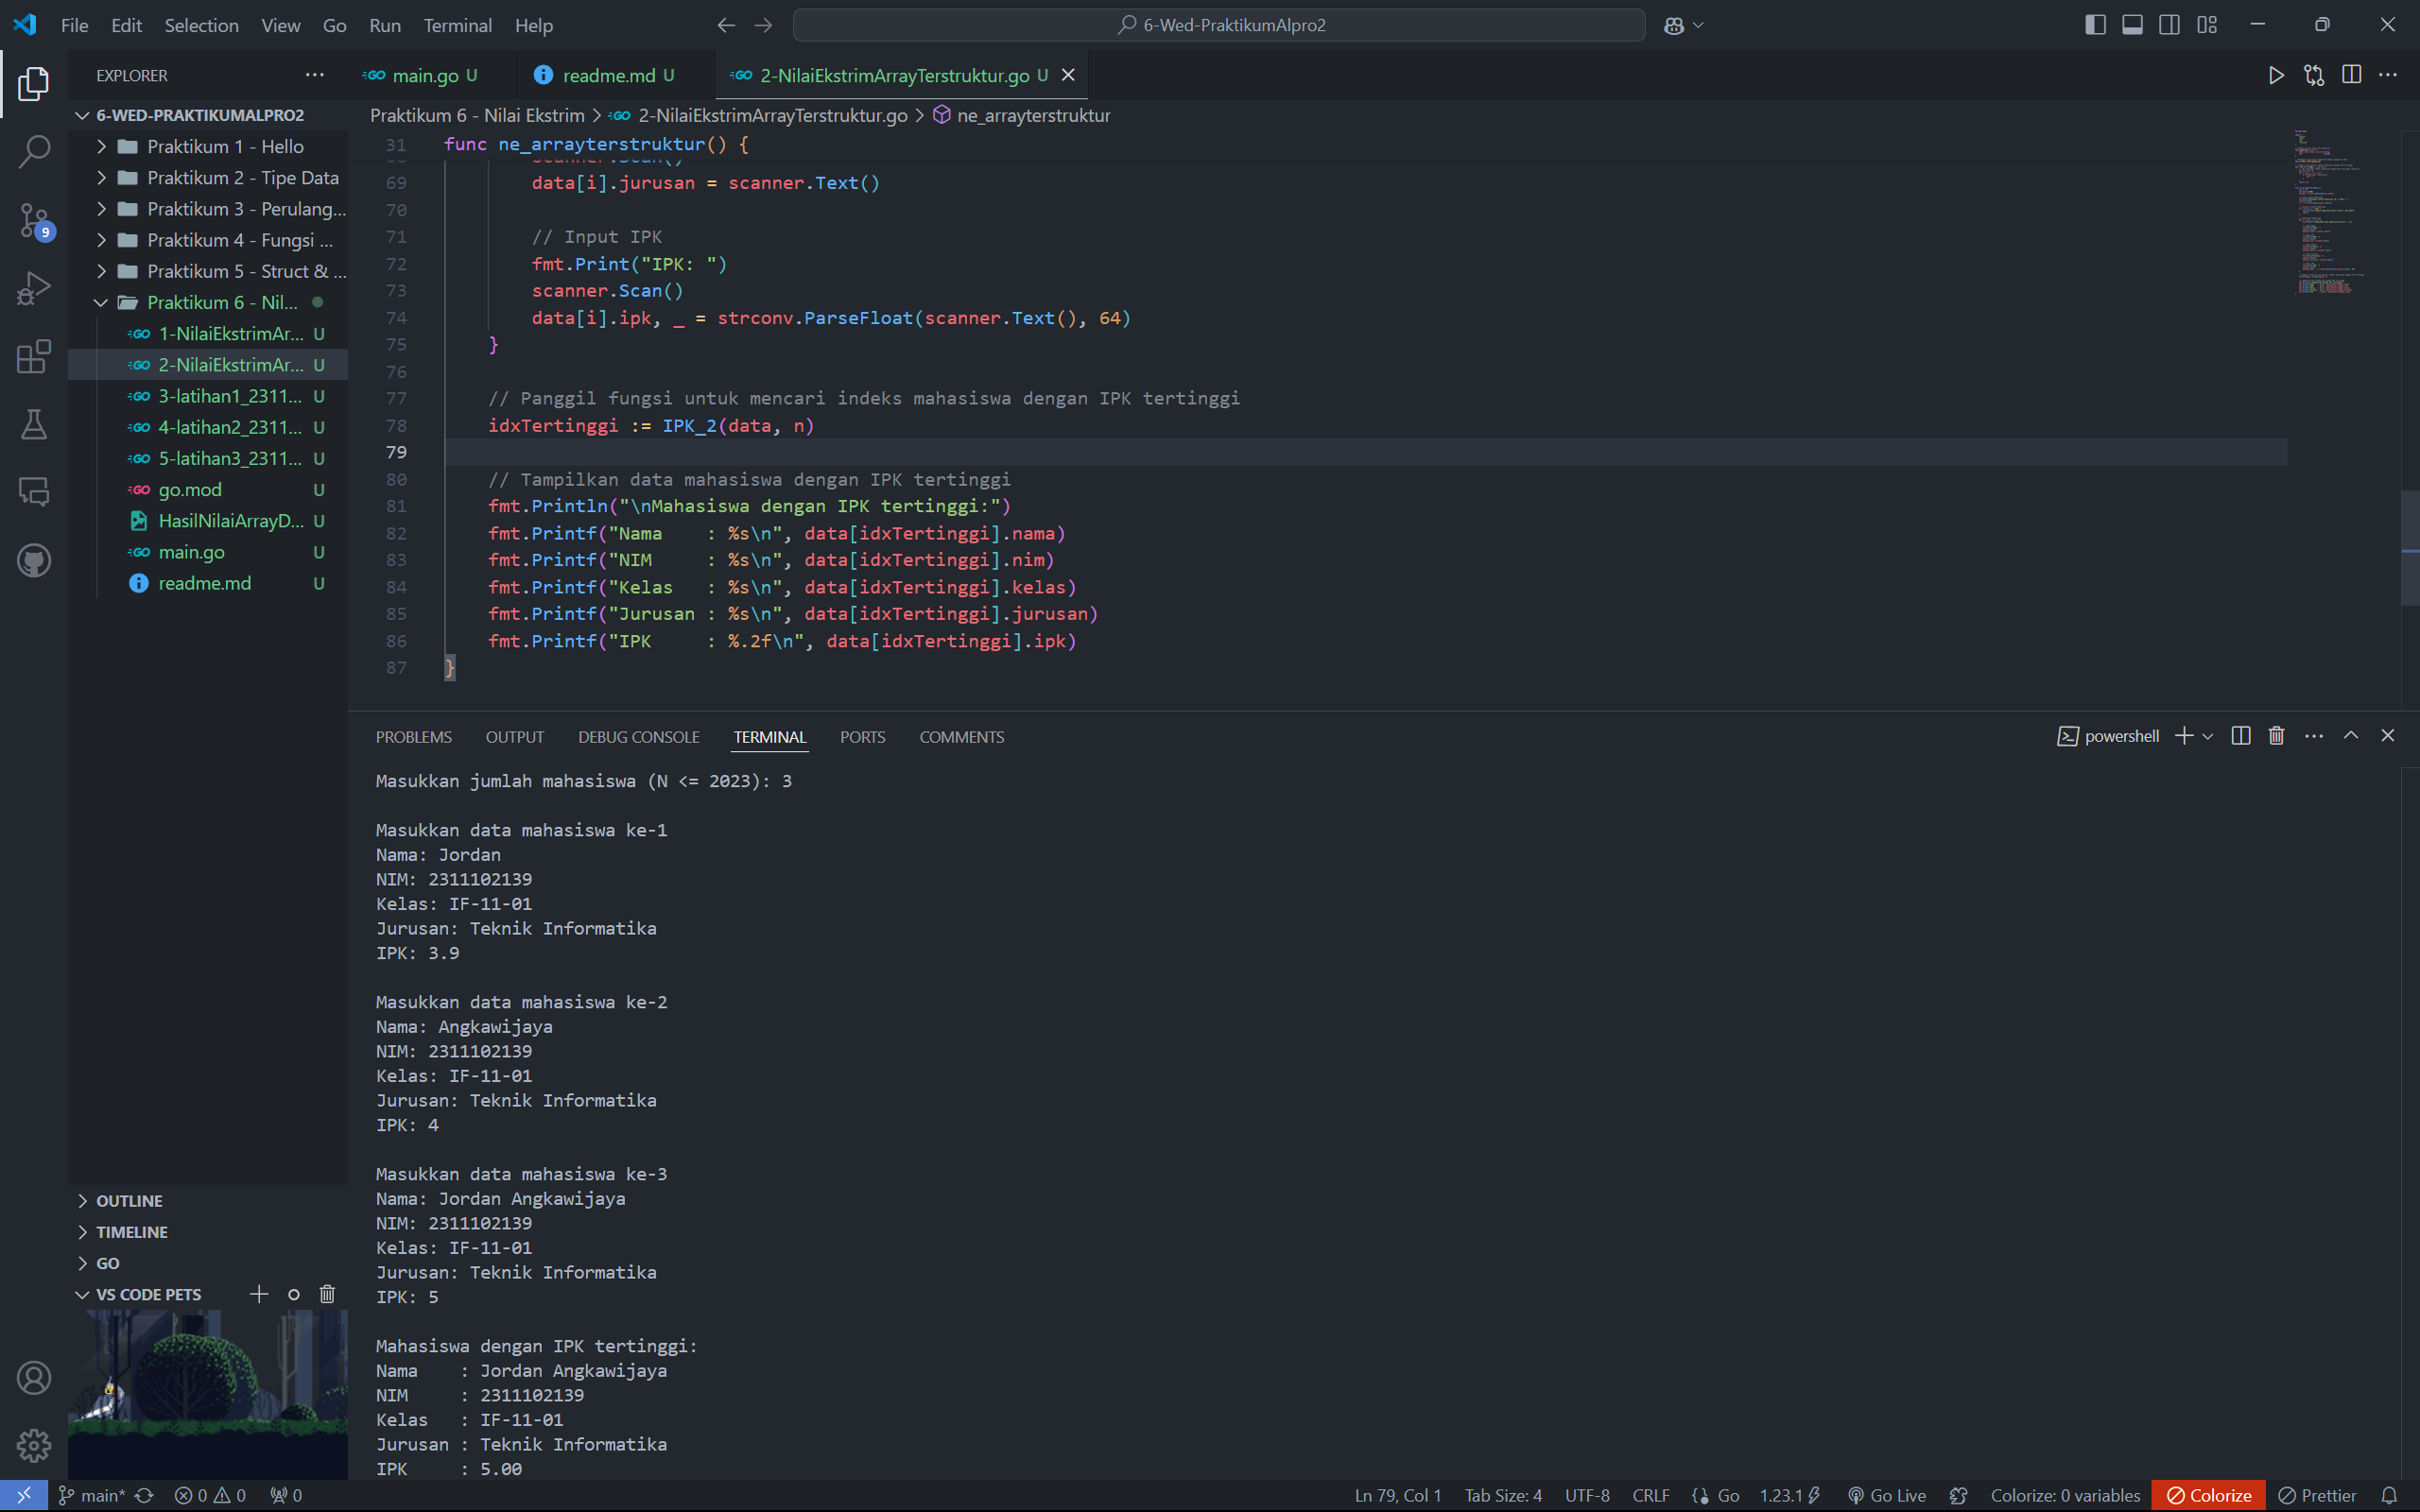 File Edit Selection View Go Run Terminal Help
6-Wed-PraktikumAlpro2
EXPLORER
6-WED-PRAKTIKUMALPRO2
Praktikum 1 - Hello
Praktikum 2 - Tipe Data
Praktikum 3 - Perulang...
Praktikum 4 - Fungsi ...
Praktikum 5 - Struct & ...
Praktikum 6 - Nil...
1-NilaiEkstrimAr... U
2-NilaiEkstrimAr... U
3-latihan1_2311... U
4-latihan2_2311... U
5-latihan3_2311... U
go.mod U
HasilNilaiArrayD... U
main.go U
readme.md U
OUTLINE
TIMELINE
GO
VS CODE PETS
9
main.go U
readme.md U
2-NilaiEkstrimArrayTerstruktur.go U
Praktikum 6 - Nilai Ekstrim > 2-NilaiEkstrimArrayTerstruktur.go > ne_arrayterstruktur
31 func ne_arrayterstruktur() {
69 data[i].jurusan = scanner.Text()
70
71 // Input IPK
72 fmt.Print("IPK: ")
73 scanner.Scan()
74 data[i].ipk, _ = strconv.ParseFloat(scanner.Text(), 64)
75 }
76
77 // Panggil fungsi untuk mencari indeks mahasiswa dengan IPK tertinggi
78 idxTertinggi := IPK_2(data, n)
79
80 // Tampilkan data mahasiswa dengan IPK tertinggi
81 fmt.Println("\nMahasiswa dengan IPK tertinggi:")
82 fmt.Printf("Nama    : %s\n", data[idxTertinggi].nama)
83 fmt.Printf("NIM     : %s\n", data[idxTertinggi].nim)
84 fmt.Printf("Kelas   : %s\n", data[idxTertinggi].kelas)
85 fmt.Printf("Jurusan : %s\n", data[idxTertinggi].jurusan)
86 fmt.Printf("IPK     : %.2f\n", data[idxTertinggi].ipk)
87 }
PROBLEMS OUTPUT DEBUG CONSOLE TERMINAL PORTS COMMENTS
powershell
Masukkan jumlah mahasiswa (N <= 2023): 3
Masukkan data mahasiswa ke-1
Nama: Jordan
NIM: 2311102139
Kelas: IF-11-01
Jurusan: Teknik Informatika
IPK: 3.9
Masukkan data mahasiswa ke-2
Nama: Angkawijaya
NIM: 2311102139
Kelas: IF-11-01
Jurusan: Teknik Informatika
IPK: 4
Masukkan data mahasiswa ke-3
Nama: Jordan Angkawijaya
NIM: 2311102139
Kelas: IF-11-01
Jurusan: Teknik Informatika
IPK: 5
Mahasiswa dengan IPK tertinggi:
Nama    : Jordan Angkawijaya
NIM     : 2311102139
Kelas   : IF-11-01
Jurusan : Teknik Informatika
IPK     : 5.00
main* 0 0 0 Ln 79, Col 1 Tab Size: 4 UTF-8 CRLF Go 1.23.1 Go Live Colorize: 0 variables Colorize Prettier